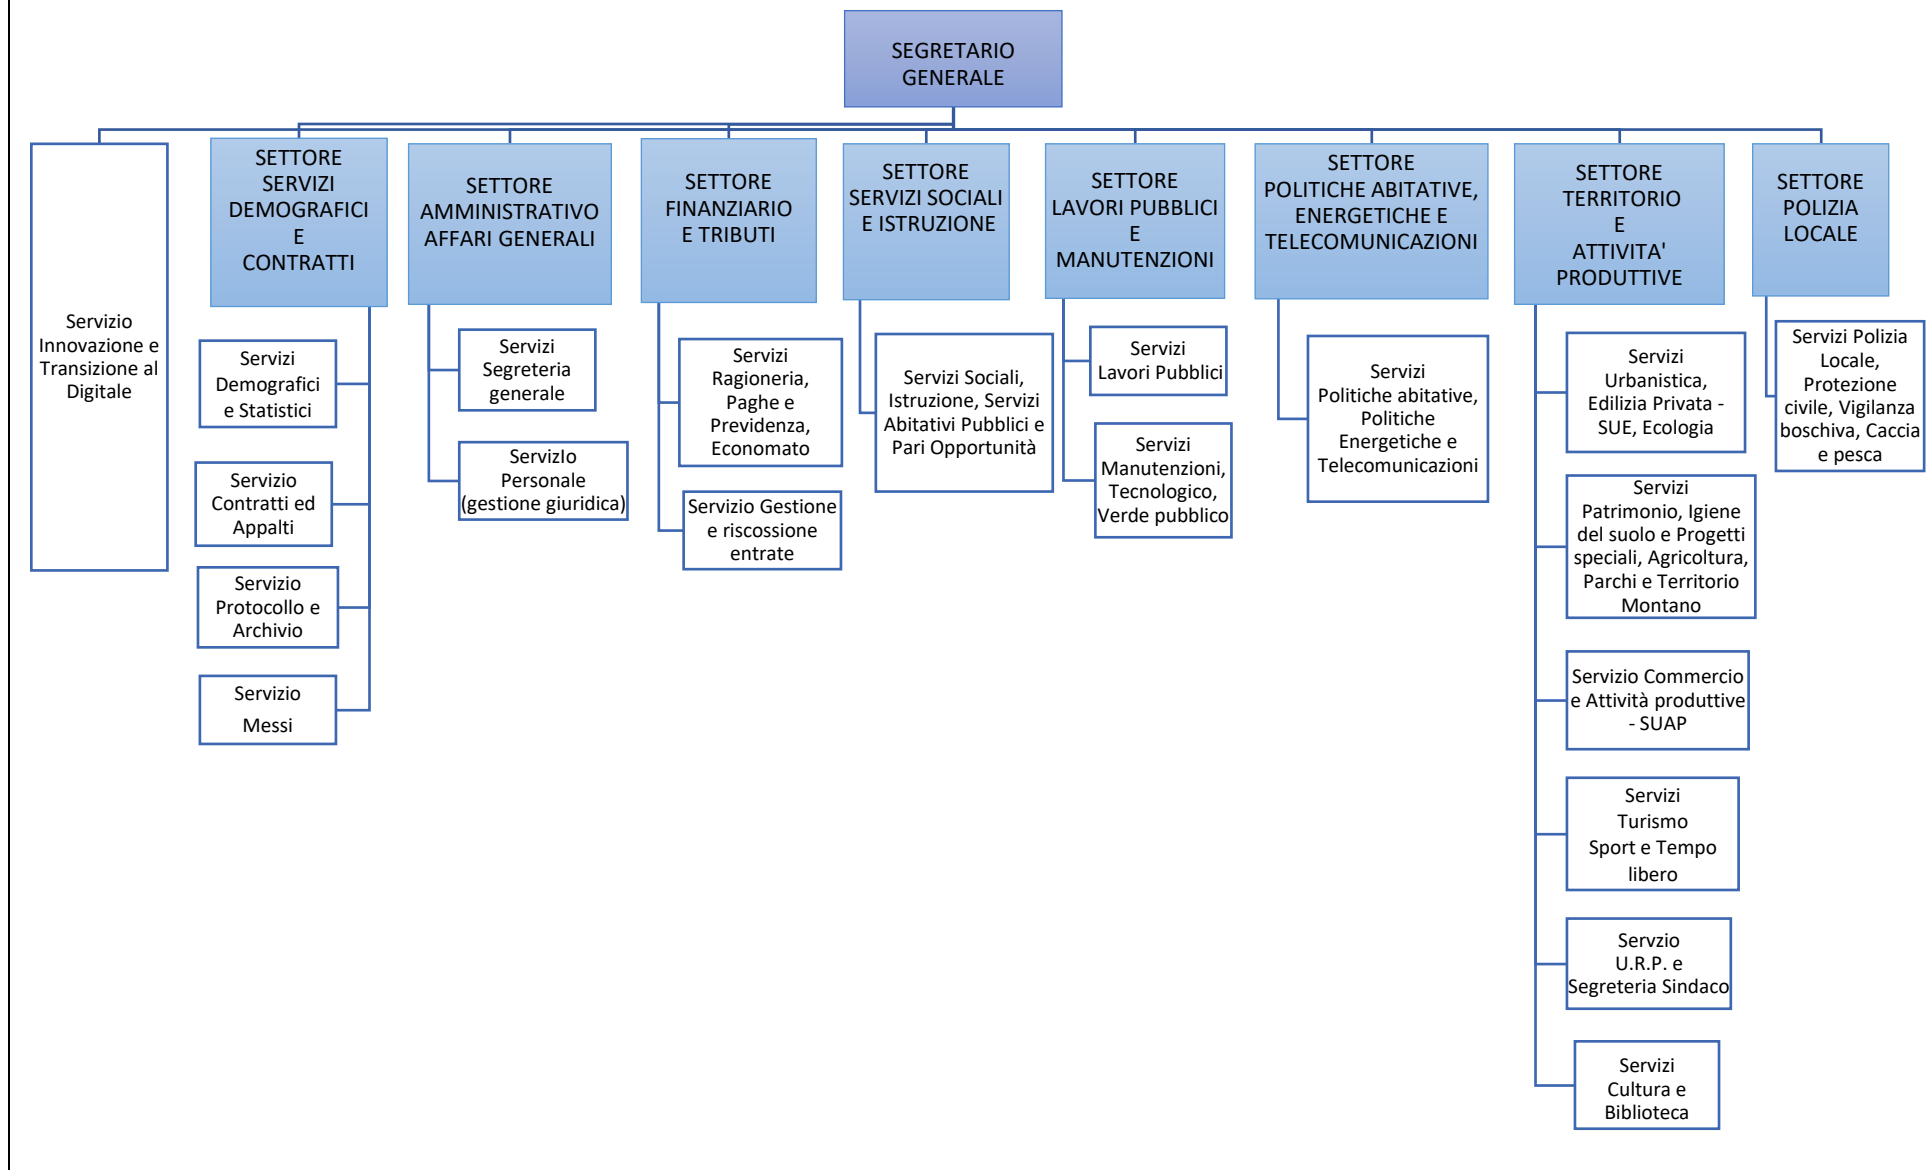 SEGRETARIO
GENERALE
Servizio
Innovazione e
Transizione al
Digitale
SETTORE
SERVIZI
DEMOGRAFICI
E
CONTRATTI
Servizi
Demografici
e Statistici
Servizio
Contratti ed
Appalti
Servizio
Protocollo e
Archivio
Servizio
Messi
SETTORE
AMMINISTRATIVO
AFFARI GENERALI
Servizi
Segreteria
generale
ServizIo
Personale
(gestione giuridica)
SETTORE
FINANZIARIO
E TRIBUTI
Servizi
Ragioneria,
Paghe e
Previdenza,
Economato
Servizio Gestione
e riscossione
entrate
SETTORE
SERVIZI SOCIALI
E ISTRUZIONE
Servizi Sociali,
Istruzione, Servizi
Abitativi Pubblici e
Pari Opportunità
SETTORE
LAVORI PUBBLICI
E
MANUTENZIONI
Servizi
Lavori Pubblici
Servizi
Manutenzioni,
Tecnologico,
Verde pubblico
SETTORE
POLITICHE ABITATIVE,
ENERGETICHE E
TELECOMUNICAZIONI
Servizi
Politiche abitative,
Politiche
Energetiche e
Telecomunicazioni
SETTORE
TERRITORIO
E
ATTIVITA'
PRODUTTIVE
Servizi
Urbanistica,
Edilizia Privata -
SUE, Ecologia
Servizi
Patrimonio, Igiene
del suolo e Progetti
speciali, Agricoltura,
Parchi e Territorio
Montano
Servizio Commercio
e Attività produttive
- SUAP
Servizi
Turismo
Sport e Tempo
libero
Servzio
U.R.P. e
Segreteria Sindaco
Servizi
Cultura e
Biblioteca
SETTORE
POLIZIA
LOCALE
Servizi Polizia
Locale,
Protezione
civile, Vigilanza
boschiva, Caccia
e pesca